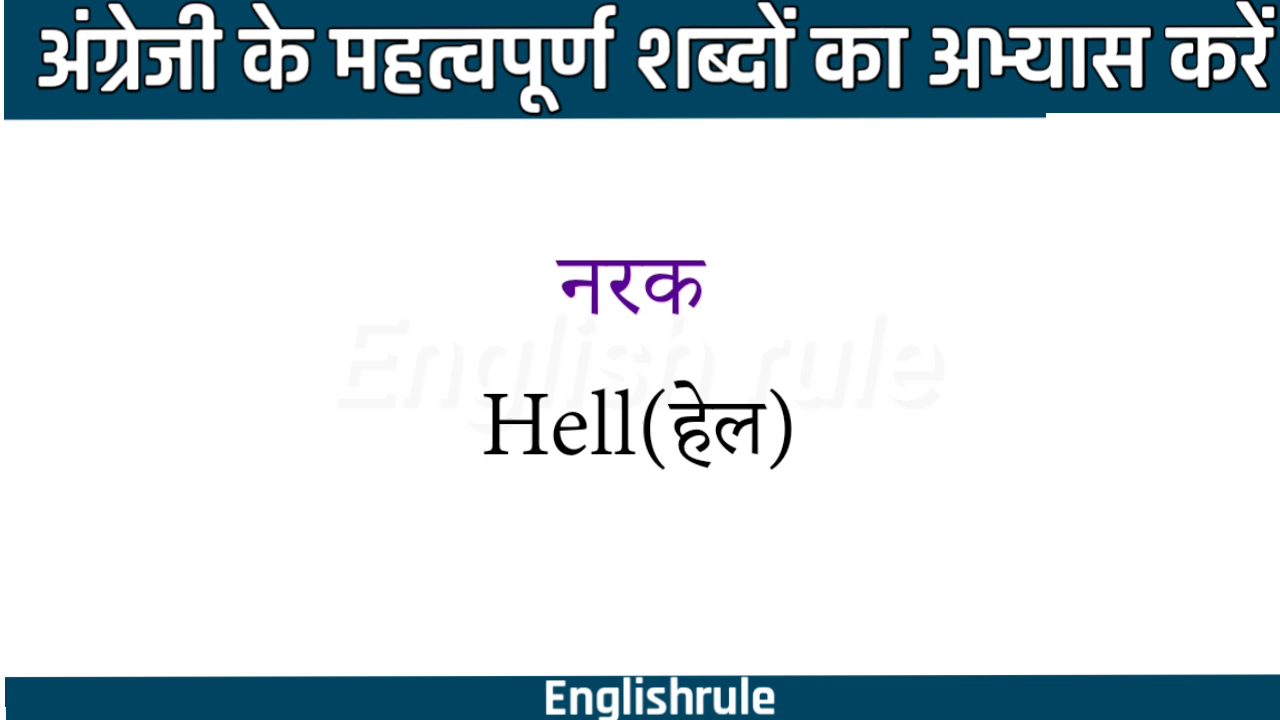 अंग्रेजी के महत्वपूर्ण शब्दों का अभ्यास करें
नरक
English rule
Hell(हेल)
Englishrule